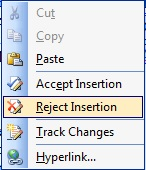 Cut
Copy
Paste
Accept Insertion
Reject Insertion
Track Changes
Hyperlink...